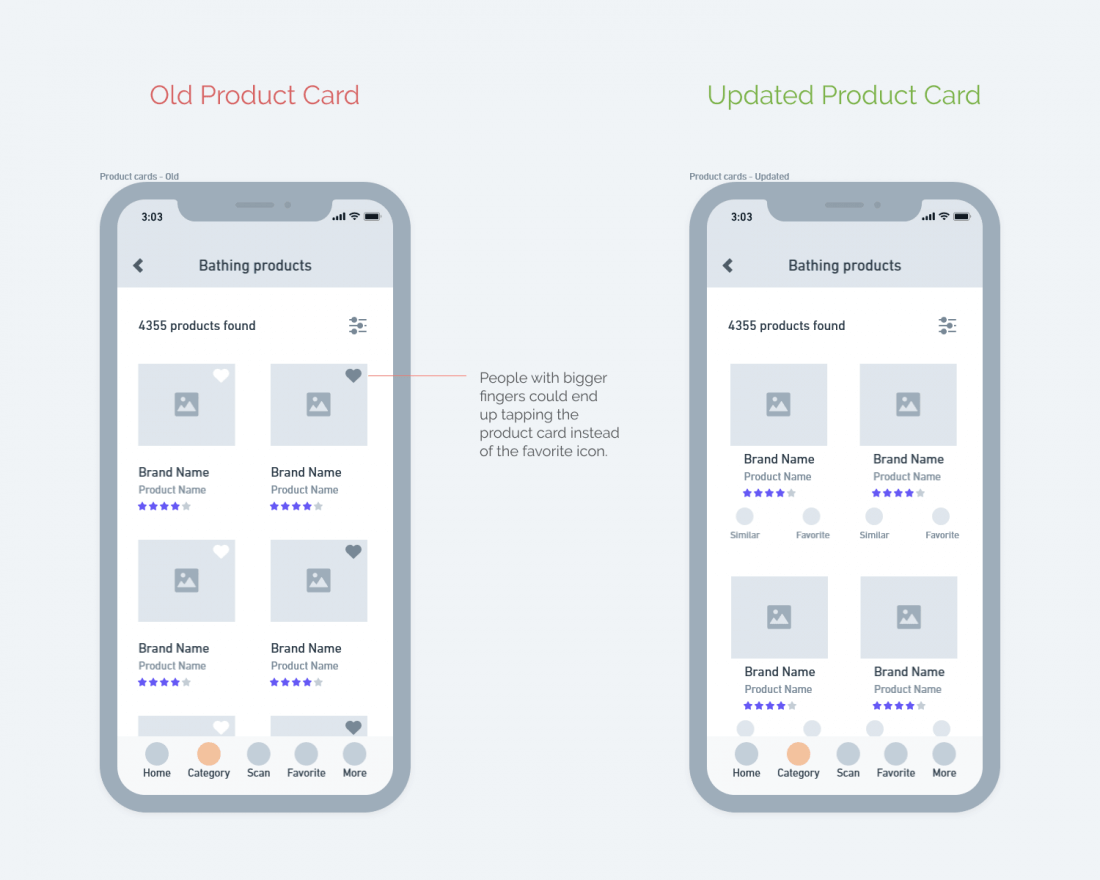 Old Product Card
Updated Product Card
Product cards - Old
3:03
Bathing products
4355 products found
Brand Name
Product Name
Brand Name
Product Name
Brand Name
Product Name
Brand Name
Product Name
Home
Category
Scan
Favorite
More
People with bigger
fingers could end
up tapping the
product card instead
of the favorite icon.
Product cards - Updated
3:03
Bathing products
4355 products found
Brand Name
Product Name
Similar
Favorite
Brand Name
Product Name
Similar
Favorite
Brand Name
Product Name
Brand Name
Product Name
Home
Category
Scan
Favorite
More